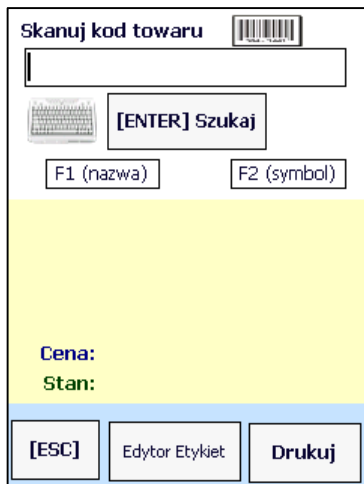 Skanuj kod towaru
[ENTER] Szukaj
F1 (nazwa) F2 (symbol)
Cena:
Stan:
[ESC] Edytor Etykiet Drukuj